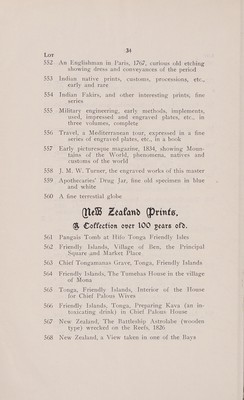 34
LOT
552 An Englishman in Paris, 1767, curious old etching
showing dress and conveyances of the period
553 Indian native prints, customs, processions, etc.,
early and rare
554 Indian Fakirs, and other interesting prints, fine
series
555 Military engineering, early methods, implements,
used, impressed and engraved plates, etc., in
three volumes, complete
556 Travel, a Mediterranean tour, expressed in a fine
series of engraved plates, etc., in a book
557 Early picturesque magazine, 1834, showing Moun-
tains of the World, phenomena, natives and
customs of the world
558 J. M. W. Turner, the engraved works of this master
559 Apothecaries' Drug Jar, fine old specimen in blue
and white
560 A fine terrestial globe
New Zealand Prints.
A Collection over 100 years old.
561 Panguis Tomb at Hilo Tonga Friendly Isles
562 Friendly Islands, Village of Ben, the Principal
Square and Market Place
563 Chief Tongamanas Grave, Tonga, Friendly Islands
564 Friendly Islands, The Tamehas House in the village
of Mona
565 Tonga, Friendly Islands, Interior of the House
for Chief Palous Wives
566 Friendly Islands, Tonga, Preparing Kava (an in-
toxicating drink) in Chief Palous House
567 New Zealand, The Battleship Astrolabe (wooden
type) wrecked on the Reefs, 1826
568 New Zealand, a View taken in one of the Bays